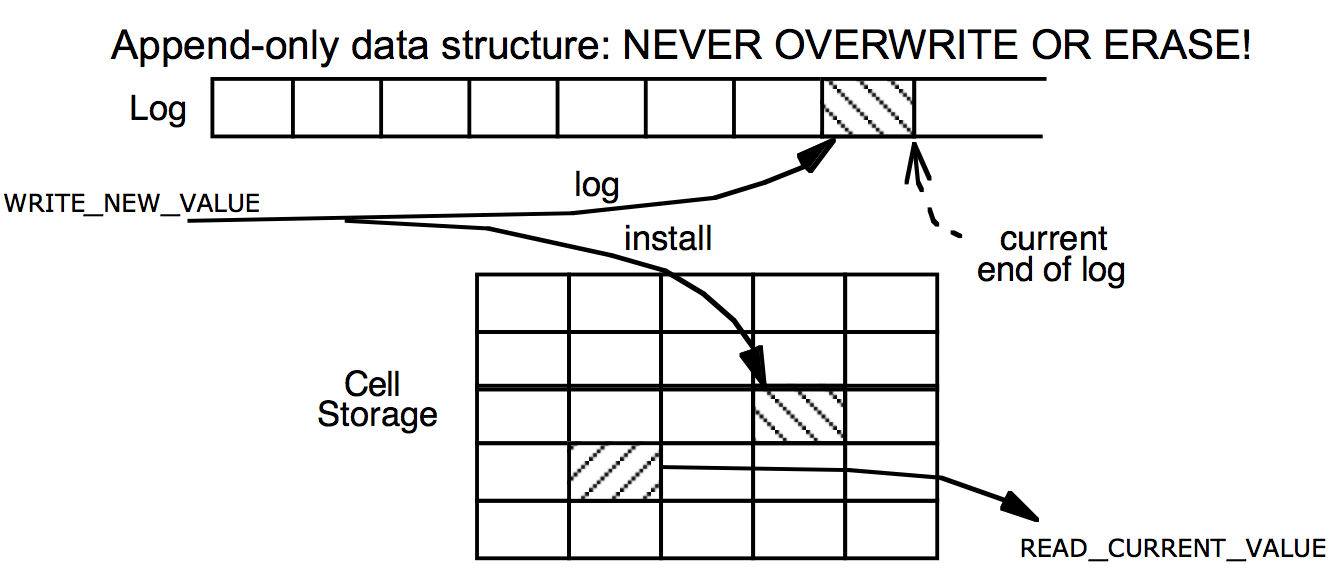 Append-only data structure: NEVER OVERWRITE OR ERASE!
Log
log
WRITE_NEW_VALUE
install
current
end of log
Cell
Storage
READ_CURRENT_VALUE